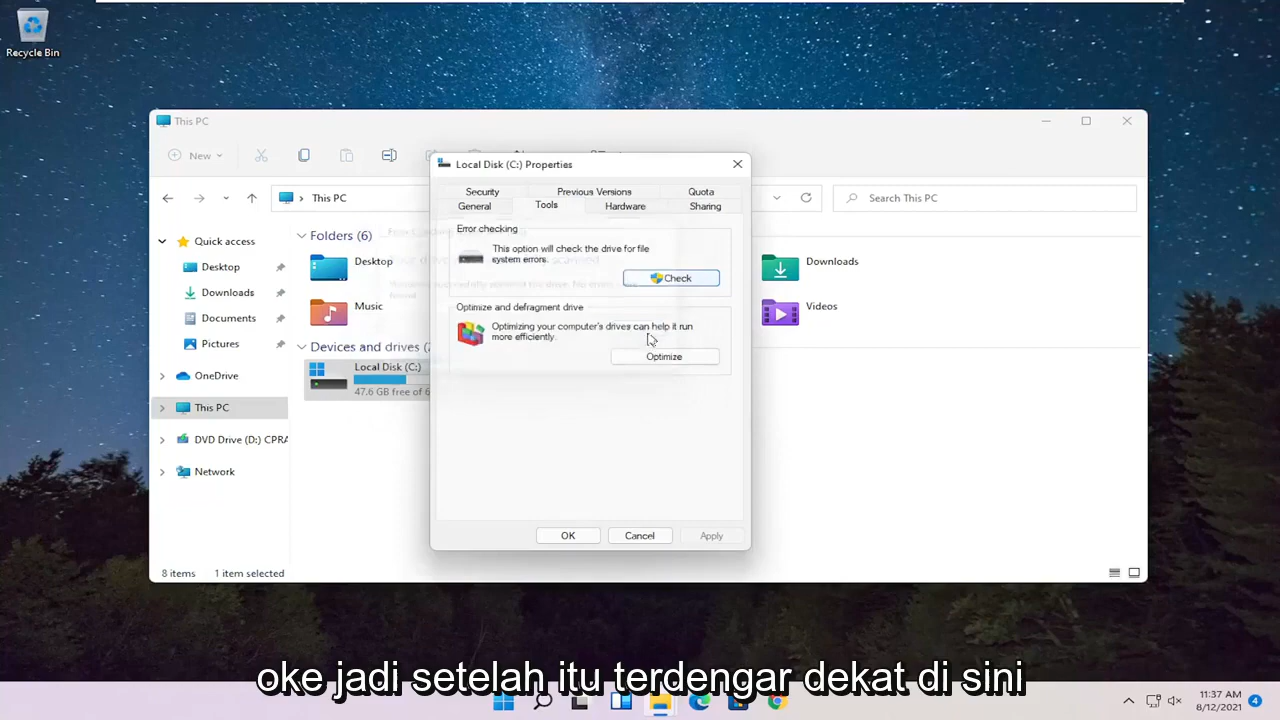 Recycle Bin
This PC
New
This PC
Search This PC
Quick access
Desktop
Downloads
Documents
Pictures
OneDrive
This PC
DVD Drive (D:) CPRA
Network
Folders (6)
Desktop
Music
Downloads
Videos
Devices and drives (
Local Disk (C:)
47.6 GB free of 6
8 items
1 item selected
Local Disk (C:) Properties
Security
Previous Versions
Quota
General
Tools
Hardware
Sharing
Error checking
This option will check the drive for file
system errors.
Check
Optimize and defragment drive
Optimizing your computer's drives can help it run
more efficiently.
Optimize
OK
Cancel
Apply
oke jadi setelah itu terdengar dekat di sini
11:37 AM
8/12/2021
4